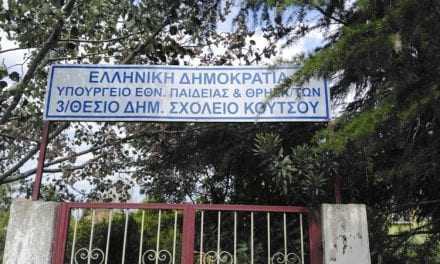 ΕΛΛΗΝΙΚΗ ΔΗΜΟΚΡΑΤΙΑ
ΥΠΟΥΡΓΕΙΟ ΕΘΝ. ΠΑΙΔΕΙΑΣ & ΘΡΗΣΚ/ΤΩΝ
3/ΘΕΣΙΟ ΔΗΜ. ΣΧΟΛΕΙΟ ΚΟΥΤΣΟΥ